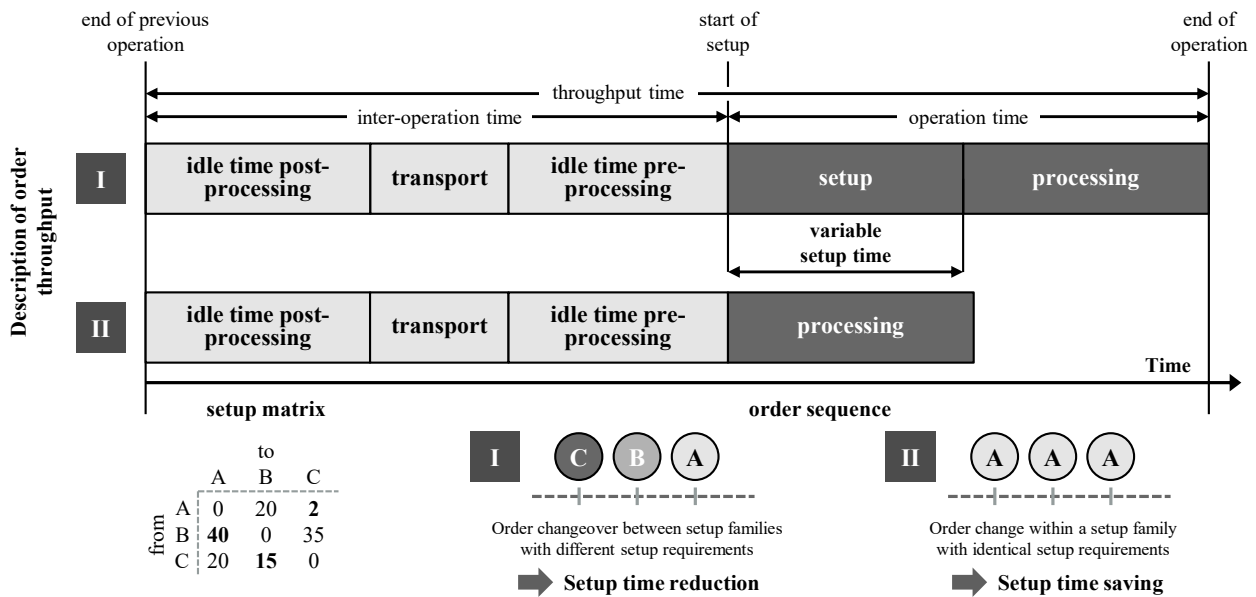 end of previous
operation
start of
setup
end of
operation
throughput time
inter-operation time
operation time
Description of order
throughput
I
idle time post-
processing
transport
idle time pre-
processing
setup
processing
variable
setup time
II
idle time post-
processing
transport
idle time pre-
processing
processing
Time
setup matrix
order sequence
to
A B C
from
A 0 20 2
B 40 0 35
C 20 15 0
I
C B A
Order changeover between setup families
with different setup requirements
Setup time reduction
II
A A A
Order change within a setup family
with identical setup requirements
Setup time saving